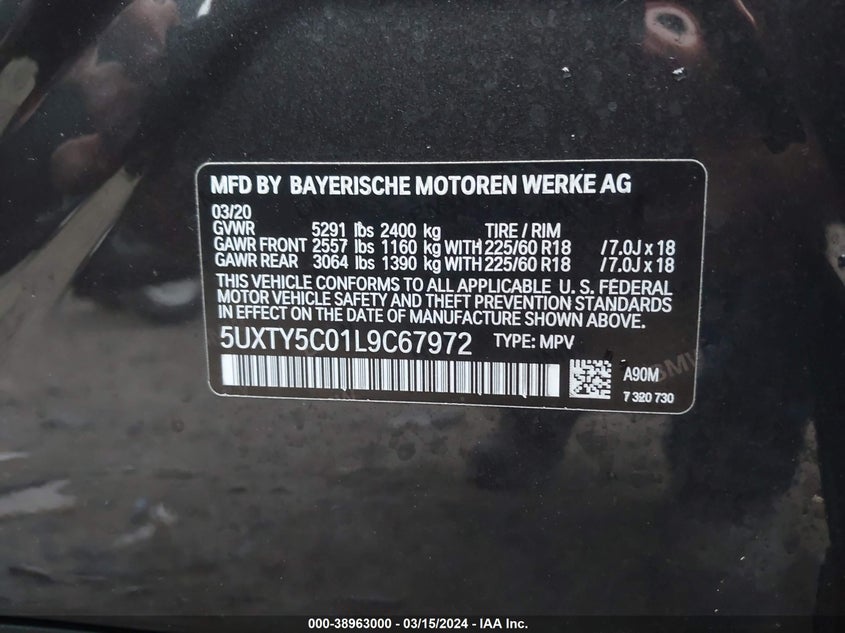 MFD BY BAYERISCHE MOTOREN WERKE AG
03/20
GVWR 5291 lbs 2400 kg TIRE / RIM
GAWR FRONT 2557 lbs 1160 kg WITH 225/60 R18 /7.0J x 18
GAWR REAR 3064 lbs 1390 kg WITH 225/60 R18 /7.0J x 18
THIS VEHICLE CONFORMS TO ALL APPLICABLE U. S. FEDERAL
MOTOR VEHICLE SAFETY AND THEFT PREVENTION STANDARDS
IN EFFECT ON THE DATE OF MANUFACTURE SHOWN ABOVE.
5UXTY5C01L9C67972 TYPE: MPV
A90M
7 320 730
000-38963000 - 03/15/2024 - IAA Inc.